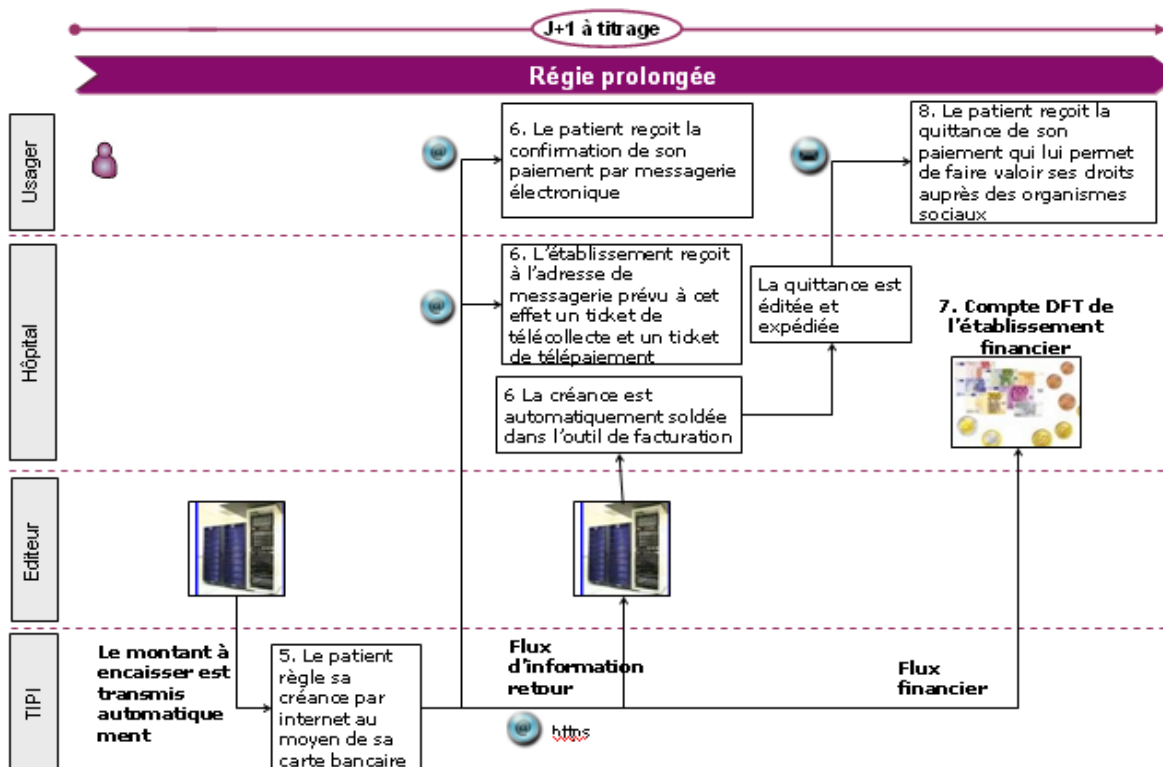 J+1 à titrage
Régie prolongée
Usager
6. Le patient reçoit la
confirmation de son
paiement par messagerie
électronique
8. Le patient reçoit la
quittance de son
paiement qui lui permet
de faire valoir ses droits
auprès des organismes
sociaux
Hôpital
6. L'établissement reçoit
à l'adresse de
messagerie prévu à cet
effet un ticket de
télécollecte et un ticket
de télépaiement
La quittance est
éditée et
expédiée
7. Compte DFT de
l'établissement
financier
6 La créance est
automatiquement soldée
dans l'outil de facturation
Editeur
TIPI
Le montant à
encaisser est
transmis
automatique
ment
5. Le patient
règle sa
créance par
internet au
moyen de sa
carte bancaire
Flux
d'information
retour
@ https
Flux
financier